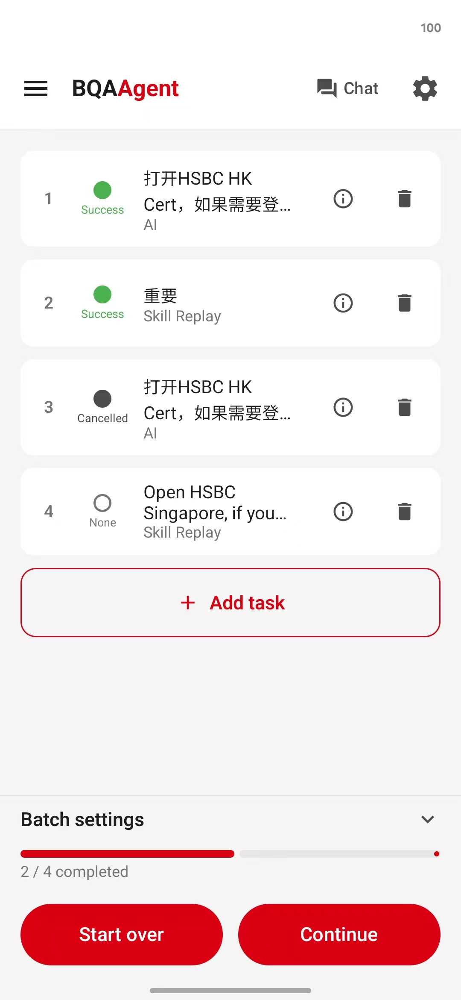 100
BQAAgent
Chat
1
Success
打开HSBC HK
Cert，如果需要登...
AI
2
Success
重要
Skill Replay
3
Cancelled
打开HSBC HK
Cert，如果需要登...
AI
4
None
Open HSBC
Singapore, if you...
Skill Replay
+ Add task
Batch settings
2 / 4 completed
Start over
Continue